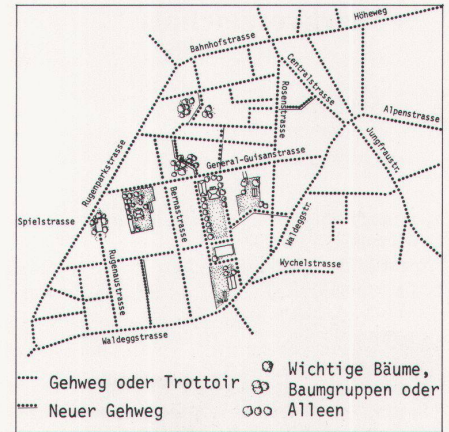 Höheweg
Bahnhofstrasse
Centralstrasse
Rosenstrasse
Alpenstrasse
Jungfraustr.
General-Guisanstrasse
Rugenparkstrasse
Bernastrasse
Spielstrasse
Waldeggstr.
Rugenaustrasse
Wychelstrasse
Waldeggstrasse
Gehweg oder Trottoir
Neuer Gehweg
Wichtige Bäume,
Baumgruppen oder
Alleen